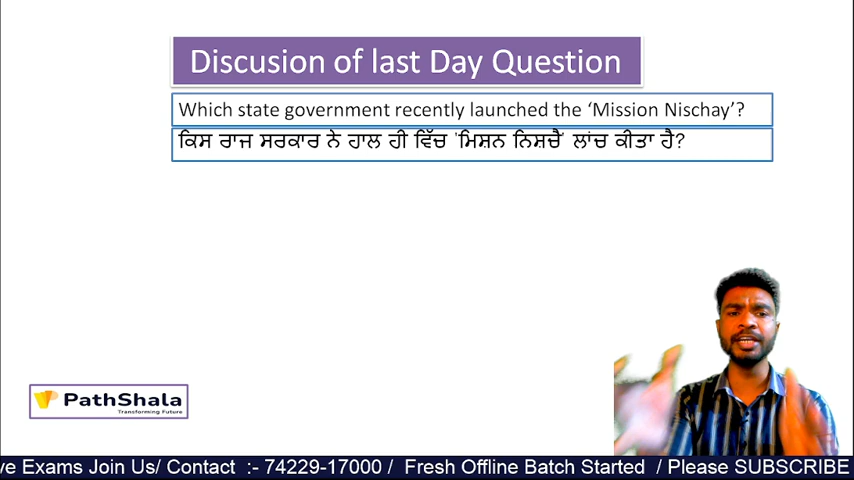 Discusion of last Day Question
Which state government recently launched the ‘Mission Nischay’?
ਕਿਸ ਰਾਜ ਸਰਕਾਰ ਨੇ ਹਾਲ ਹੀ ਵਿੱਚ 'ਮਿਸ਼ਨ ਨਿਸ਼ਚੈ' ਲਾਂਚ ਕੀਤਾ ਹੈ?
PathShala
Transforming Future
ve Exams Join Us/ Contact :- 74229-17000 / Fresh Offline Batch Started / Please SUBSCRIBE